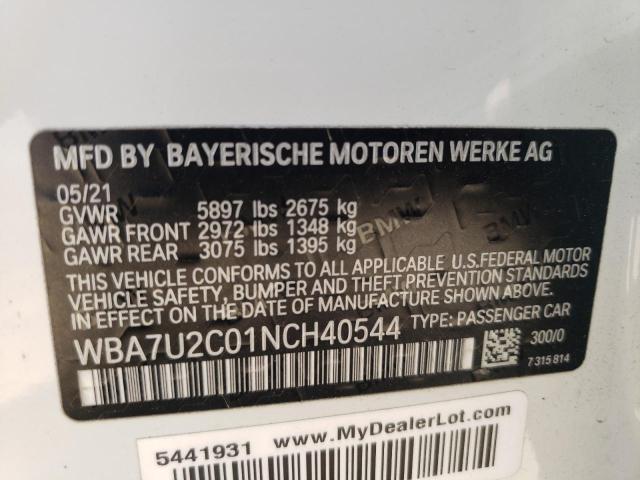 MFD BY BAYERISCHE MOTOREN WERKE AG
05/21
GVWR 5897 lbs 2675 kg
GAWR FRONT 2972 lbs 1348 kg
GAWR REAR 3075 lbs 1395 kg
THIS VEHICLE CONFORMS TO ALL APPLICABLE U.S.FEDERAL MOTOR
VEHICLE SAFETY, BUMPER AND THEFT PREVENTION STANDARDS
IN EFFECT ON THE DATE OF MANUFACTURE SHOWN ABOVE.
WBA7U2C01NCH40544 TYPE: PASSENGER CAR
300/0
7 315 814
5441931 www.MyDealerLot.com